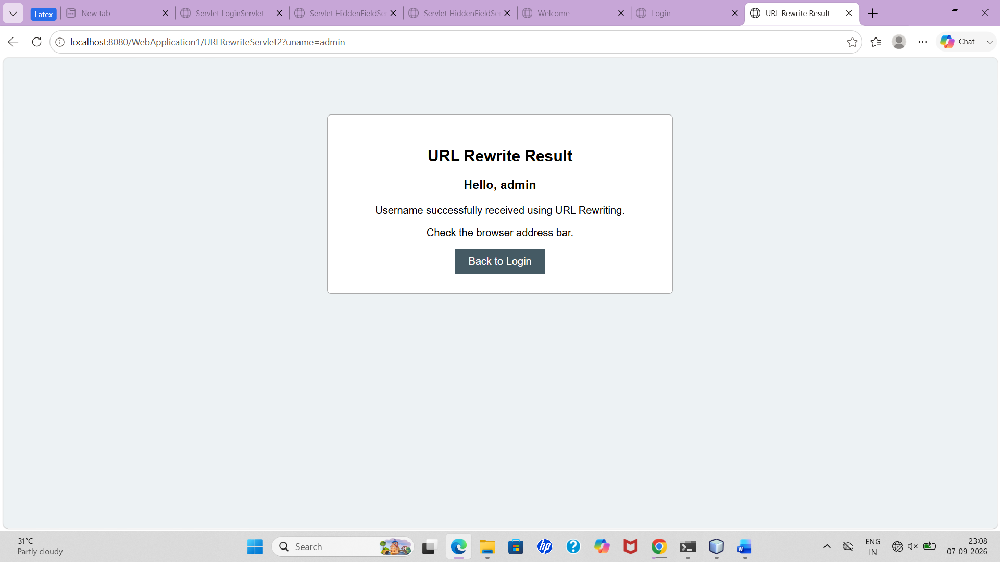 Latex
New tab
Servlet LoginServlet
Servlet HiddenFieldSe
Servlet HiddenFieldSe
Welcome
Login
URL Rewrite Result
localhost:8080/WebApplication1/URLRewriteServlet2?uname=admin
Chat
URL Rewrite Result
Hello, admin
Username successfully received using URL Rewriting.
Check the browser address bar.
Back to Login
31°C
Partly cloudy
Search
hp
ENG
IN
23:08
07-09-2026